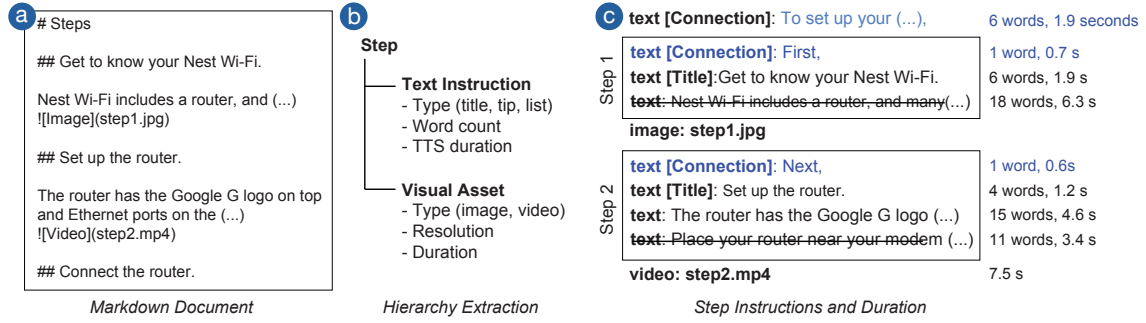 a
# Steps
## Get to know your Nest Wi-Fi.
Nest Wi-Fi includes a router, and (...)
![Image](step1.jpg)
## Set up the router.
The router has the Google G logo on top
and Ethernet ports on the (...)
![Video](step2.mp4)
## Connect the router.
Markdown Document
b
Step
Text Instruction
- Type (title, tip, list)
- Word count
- TTS duration
Visual Asset
- Type (image, video)
- Resolution
- Duration
Hierarchy Extraction
c
text [Connection]: To set up your (...), 6 words, 1.9 seconds
Step 1
text [Connection]: First, 1 word, 0.7 s
text [Title]:Get to know your Nest Wi-Fi. 6 words, 1.9 s
text: Nest Wi-Fi includes a router, and many(...) 18 words, 6.3 s
image: step1.jpg
Step 2
text [Connection]: Next, 1 word, 0.6s
text [Title]: Set up the router. 4 words, 1.2 s
text: The router has the Google G logo (...) 15 words, 4.6 s
text: Place your router near your modem (...) 11 words, 3.4 s
video: step2.mp4 7.5 s
Step Instructions and Duration